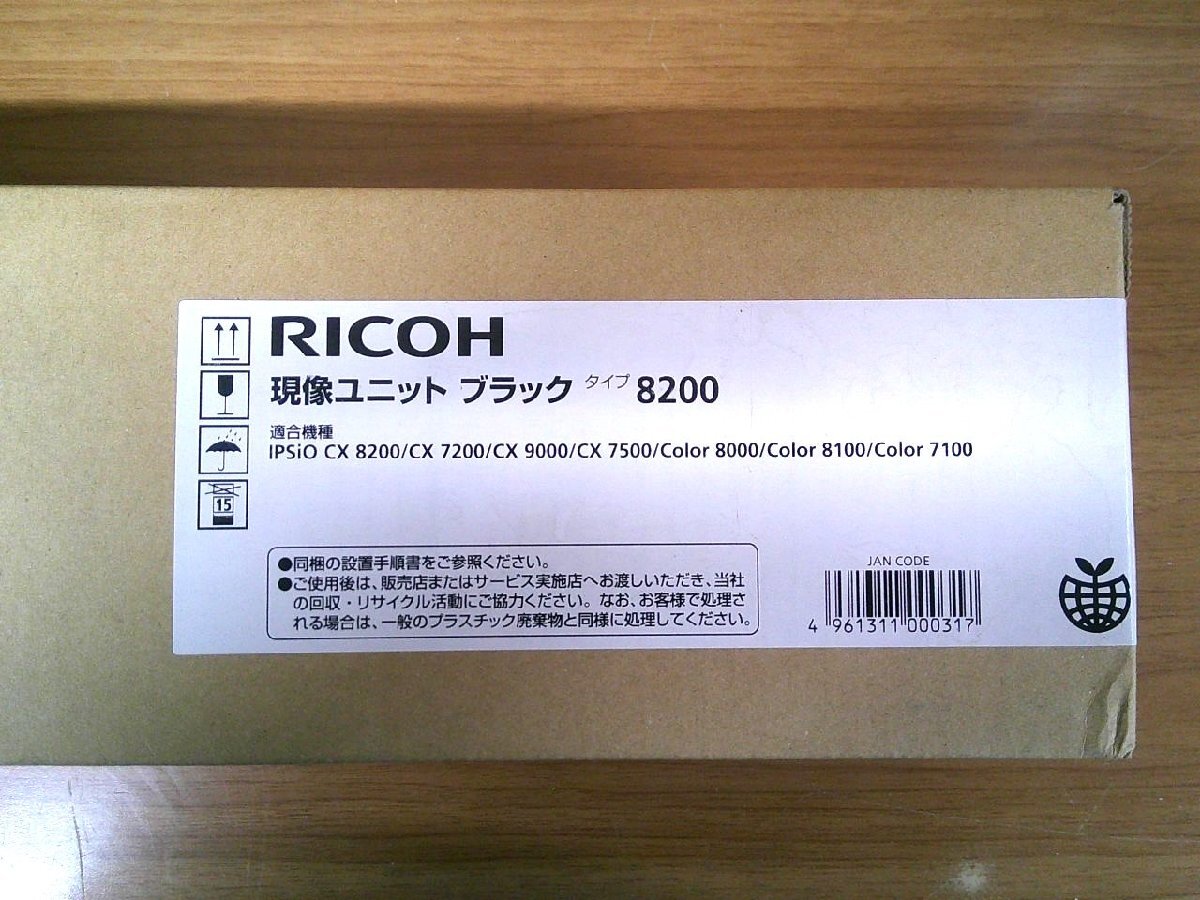 RICOH
現像ユニット ブラック タイプ 8200
適合機種
IPSiO CX 8200/CX 7200/CX 9000/CX 7500/Color 8000/Color 8100/Color 7100
15
●同梱の設置手順書をご参照ください。
●ご使用後は、販売店またはサービス実施店へお渡しいただき、当社
の回収・リサイクル活動にご協力ください。なお、お客様で処理さ
れる場合は、一般のプラスチック廃棄物と同様に処理してください。
JAN CODE
4 961311 000317